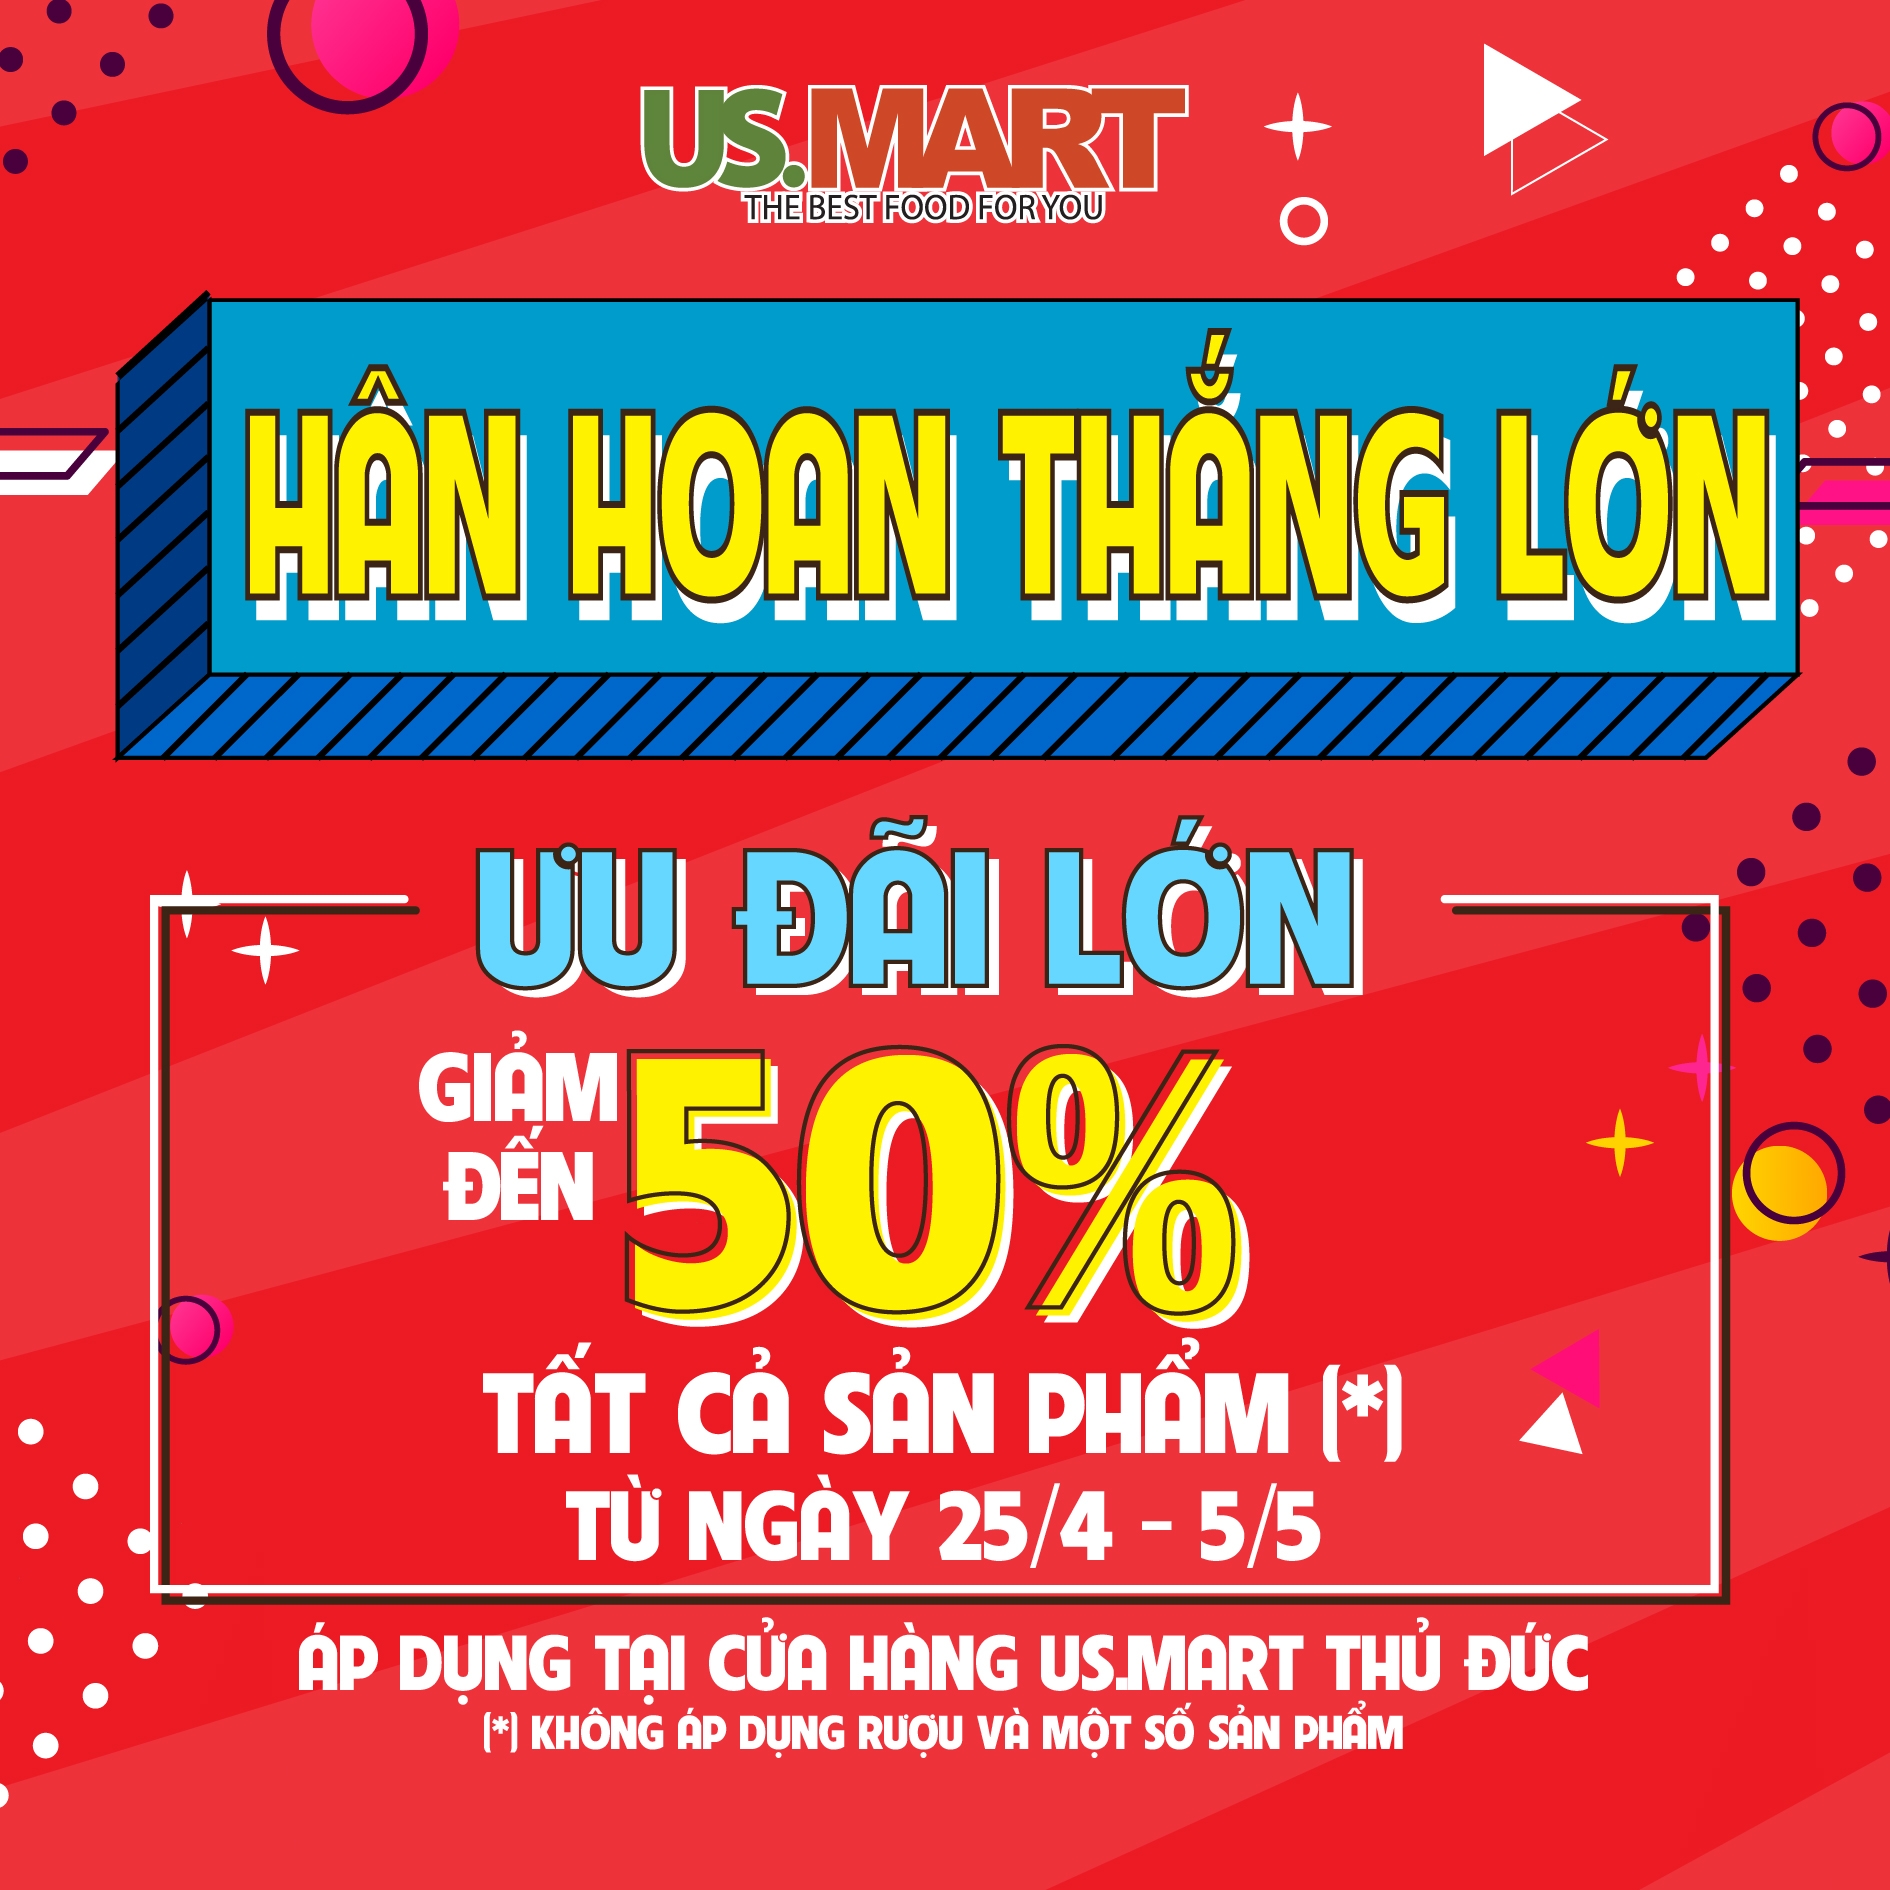 US.MART
THE BEST FOOD FOR YOU
HÂN HOAN THẮNG LỚN
ƯU ĐÃI LỚN
GIẢM ĐẾN 50%
TẤT CẢ SẢN PHẨM (*)
TỪ NGÀY 25/4 - 5/5
ÁP DỤNG TẠI CỬA HÀNG US.MART THỦ ĐỨC
(*) KHÔNG ÁP DỤNG RƯỢU VÀ MỘT SỐ SẢN PHẨM